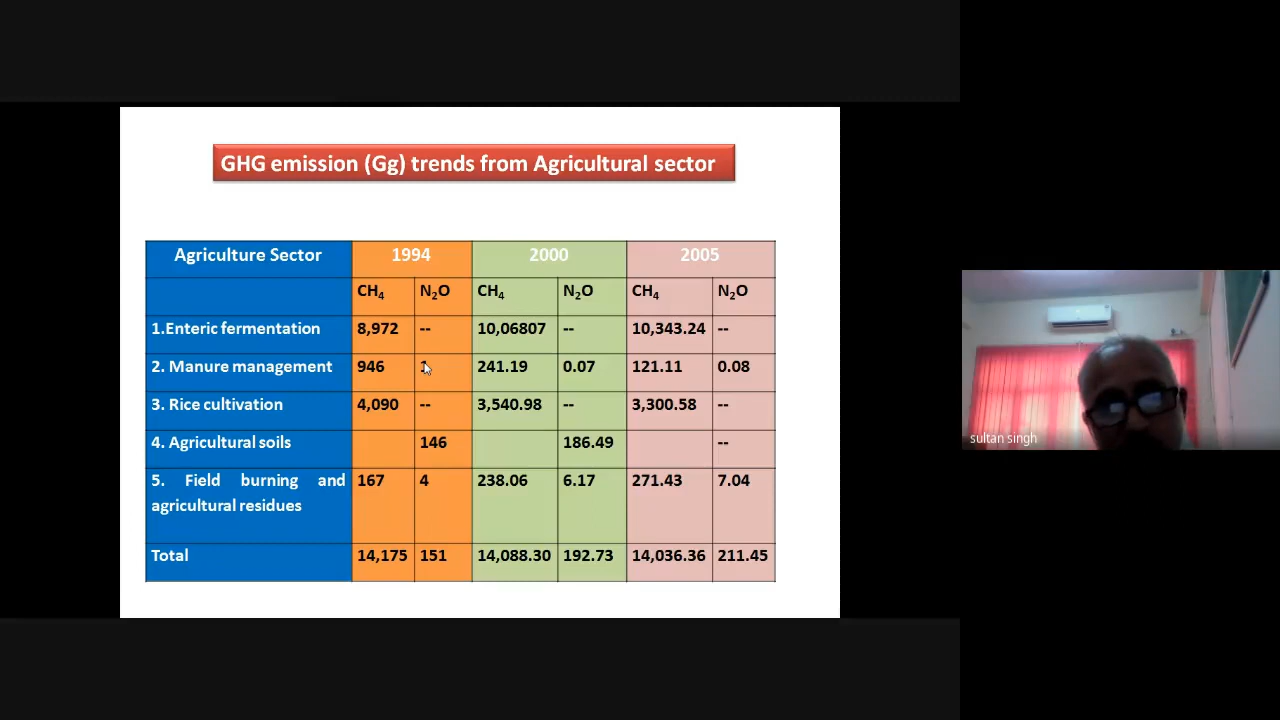 GHG emission (Gg) trends from Agricultural sector
Agriculture Sector 1994 2000 2005
CH4 N2O CH4 N2O CH4 N2O
1.Enteric fermentation 8,972 -- 10,06807 -- 10,343.24 --
2. Manure management 946 241.19 0.07 121.11 0.08
3. Rice cultivation 4,090 -- 3,540.98 -- 3,300.58 --
4. Agricultural soils 146 186.49 --
5. Field burning and 167 4 238.06 6.17 271.43 7.04
agricultural residues
Total 14,175 151 14,088.30 192.73 14,036.36 211.45
sultan singh